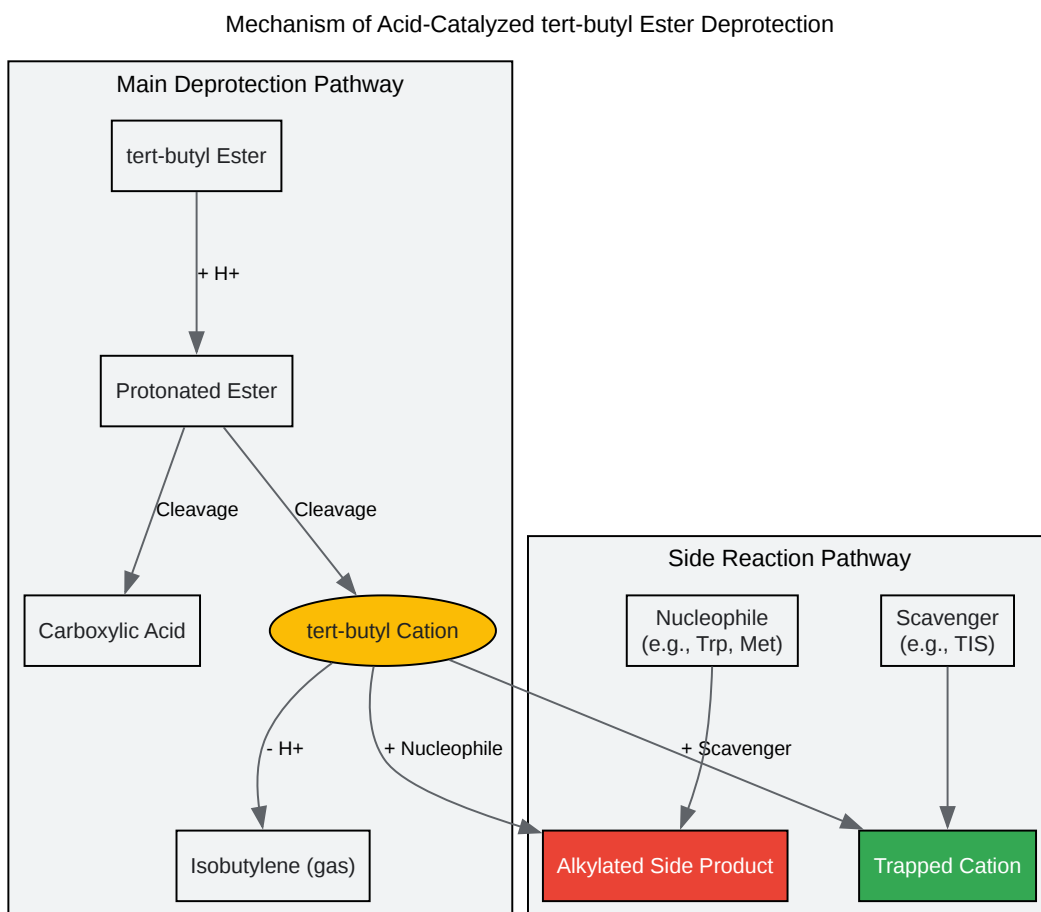 Mechanism of Acid-Catalyzed tert-butyl Ester Deprotection
Main Deprotection Pathway
tert-butyl Ester
+ H+
Protonated Ester
Cleavage
Cleavage
Carboxylic Acid
tert-butyl Cation
- H+
+ Nucleophile
Isobutylene (gas)
Side Reaction Pathway
Nucleophile
(e.g., Trp, Met)
Scavenger
(e.g., TIS)
+ Scavenger
Alkylated Side Product
Trapped Cation